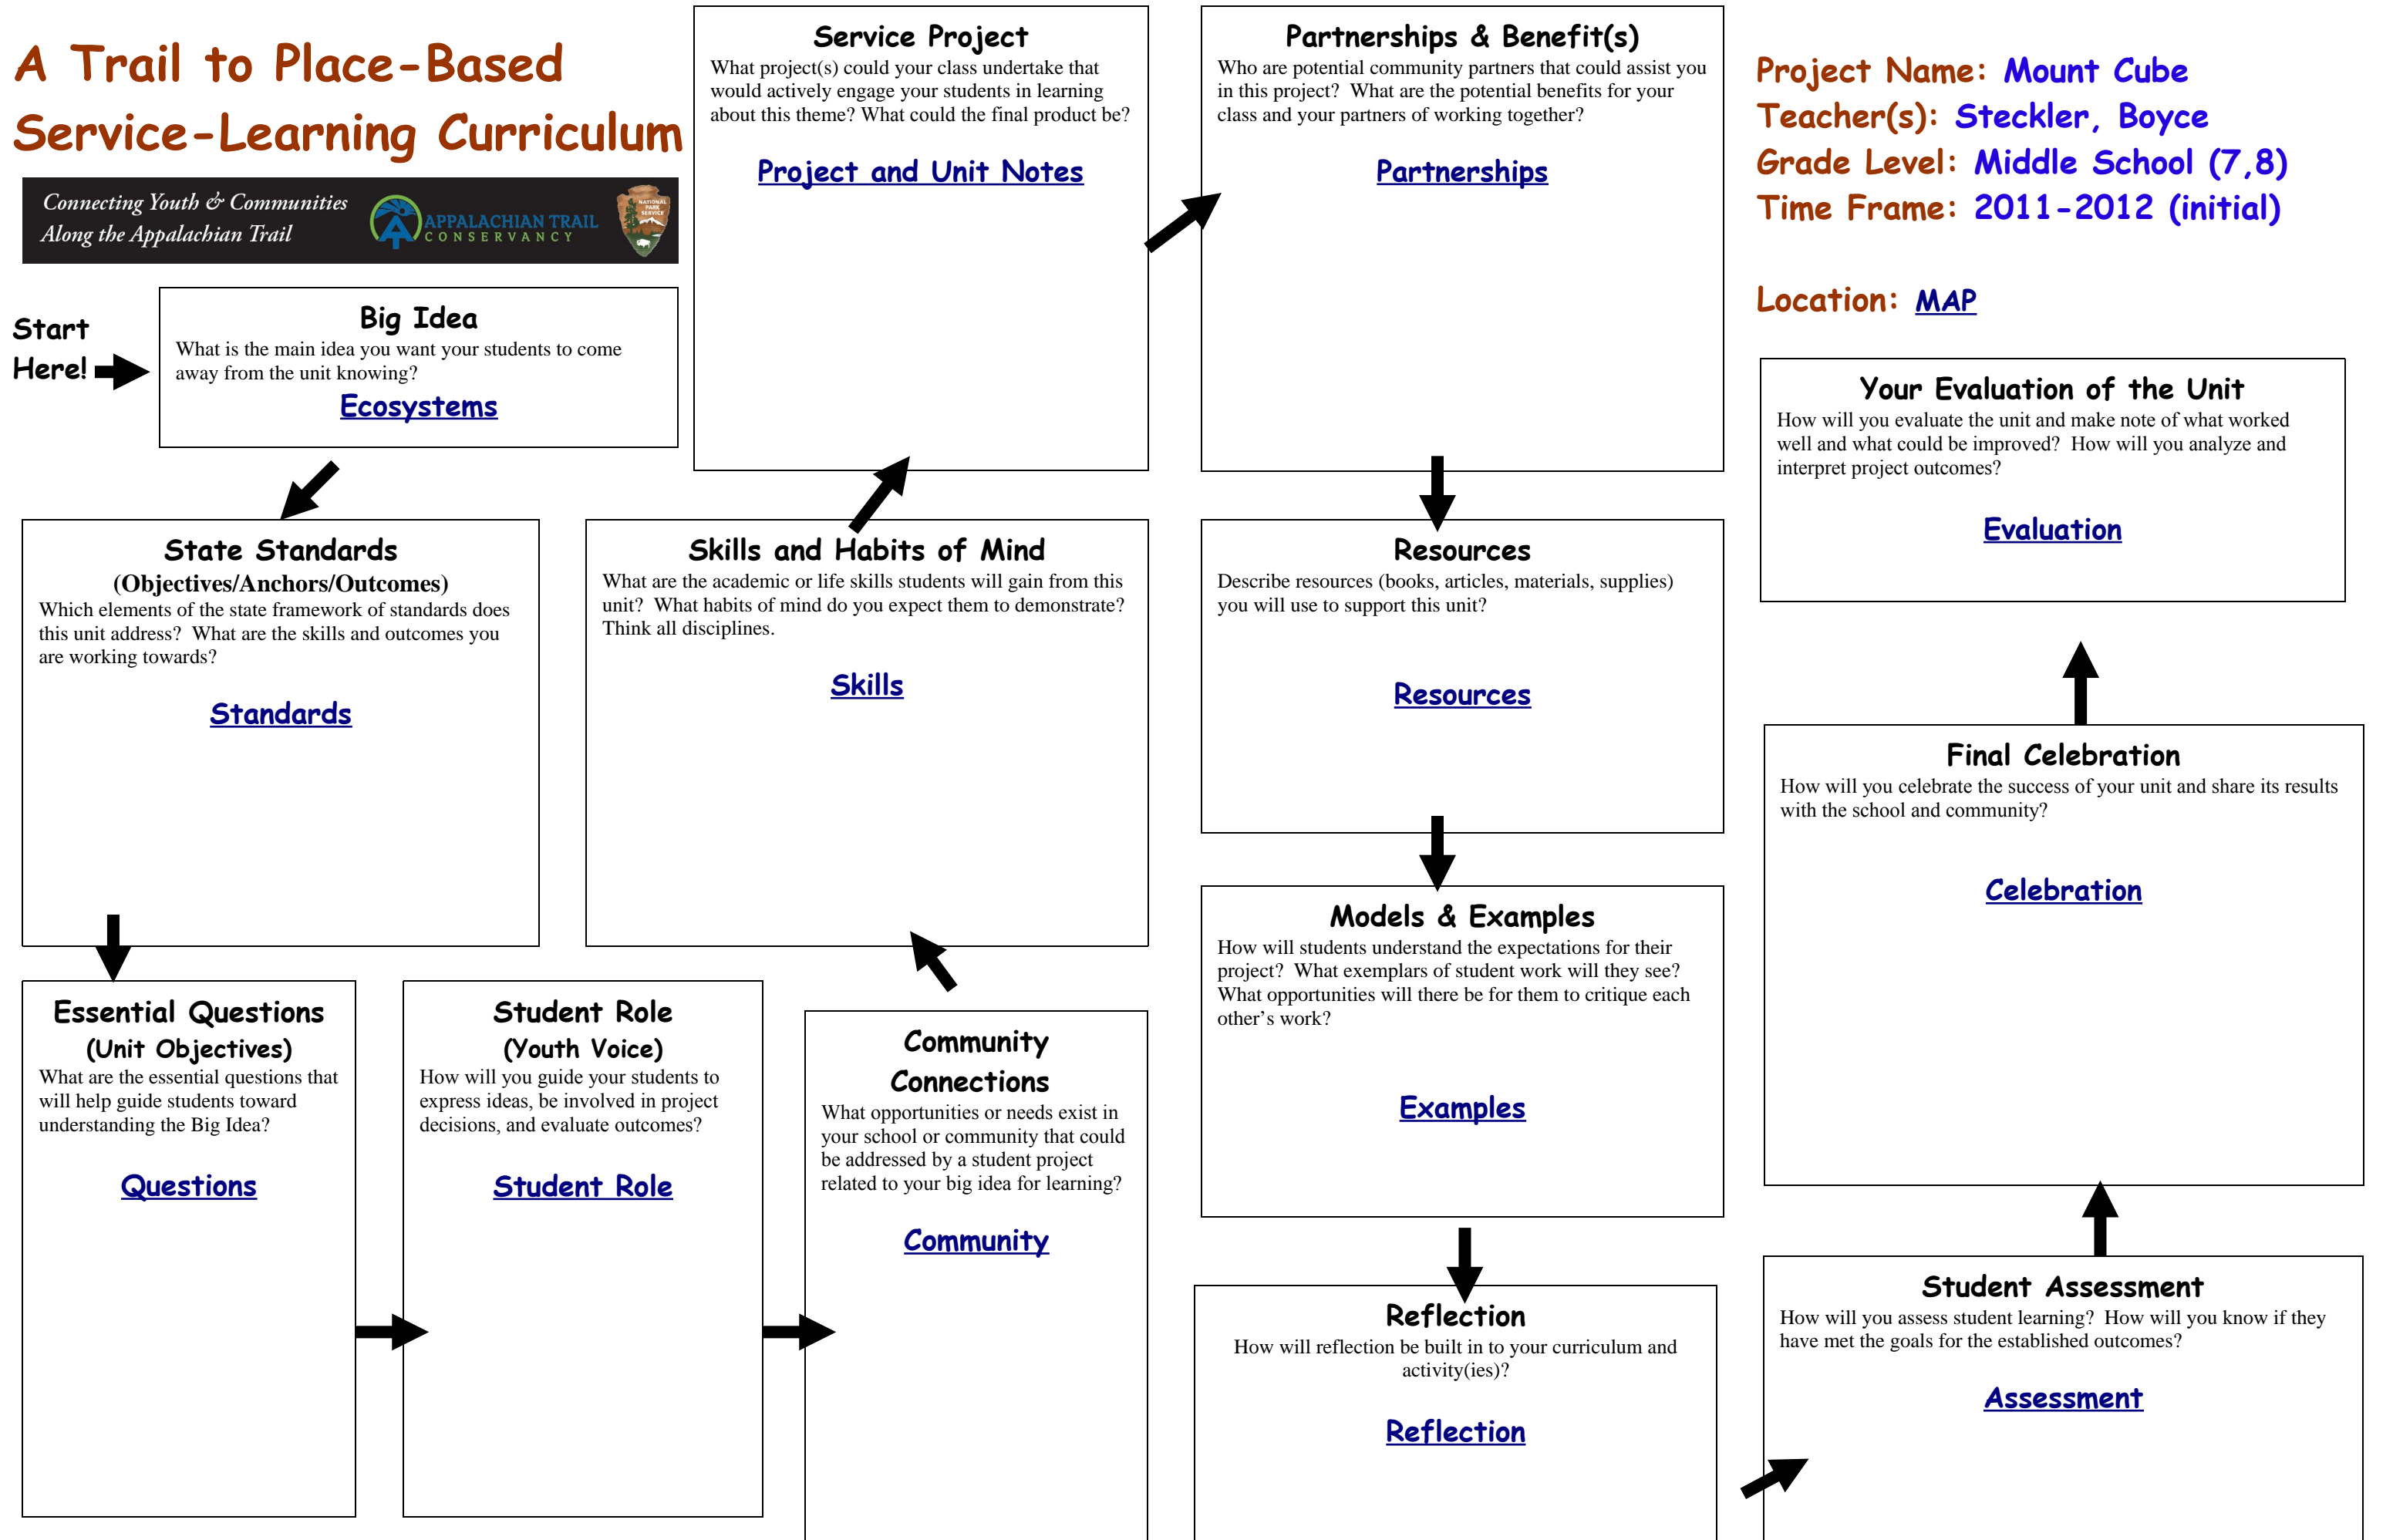 A Trail to Place-Based
Service-Learning Curriculum
Connecting Youth & Communities
Along the Appalachian Trail
APPALACHIAN TRAIL
CONSERVANCY
NATIONAL
PARK
SERVICE
Project Name: Mount Cube
Teacher(s): Steckler, Boyce
Grade Level: Middle School (7,8)
Time Frame: 2011-2012 (initial)
Location: MAP
Start
Here!
Big Idea
What is the main idea you want your students to come
away from the unit knowing?
Ecosystems
State Standards
(Objectives/Anchors/Outcomes)
Which elements of the state framework of standards does
this unit address?  What are the skills and outcomes you
are working towards?
Standards
Essential Questions
(Unit Objectives)
What are the essential questions that
will help guide students toward
understanding the Big Idea?
Questions
Student Role
(Youth Voice)
How will you guide your students to
express ideas, be involved in project
decisions, and evaluate outcomes?
Student Role
Community
Connections
What opportunities or needs exist in
your school or community that could
be addressed by a student project
related to your big idea for learning?
Community
Skills and Habits of Mind
What are the academic or life skills students will gain from this
unit?  What habits of mind do you expect them to demonstrate?
Think all disciplines.
Skills
Service Project
What project(s) could your class undertake that
would actively engage your students in learning
about this theme? What could the final product be?
Project and Unit Notes
Partnerships & Benefit(s)
Who are potential community partners that could assist you
in this project?  What are the potential benefits for your
class and your partners of working together?
Partnerships
Resources
Describe resources (books, articles, materials, supplies)
you will use to support this unit?
Resources
Models & Examples
How will students understand the expectations for their
project?  What exemplars of student work will they see?
What opportunities will there be for them to critique each
other’s work?
Examples
Reflection
How will reflection be built in to your curriculum and
activity(ies)?
Reflection
Student Assessment
How will you assess student learning?  How will you know if they
have met the goals for the established outcomes?
Assessment
Final Celebration
How will you celebrate the success of your unit and share its results
with the school and community?
Celebration
Your Evaluation of the Unit
How will you evaluate the unit and make note of what worked
well and what could be improved?  How will you analyze and
interpret project outcomes?
Evaluation